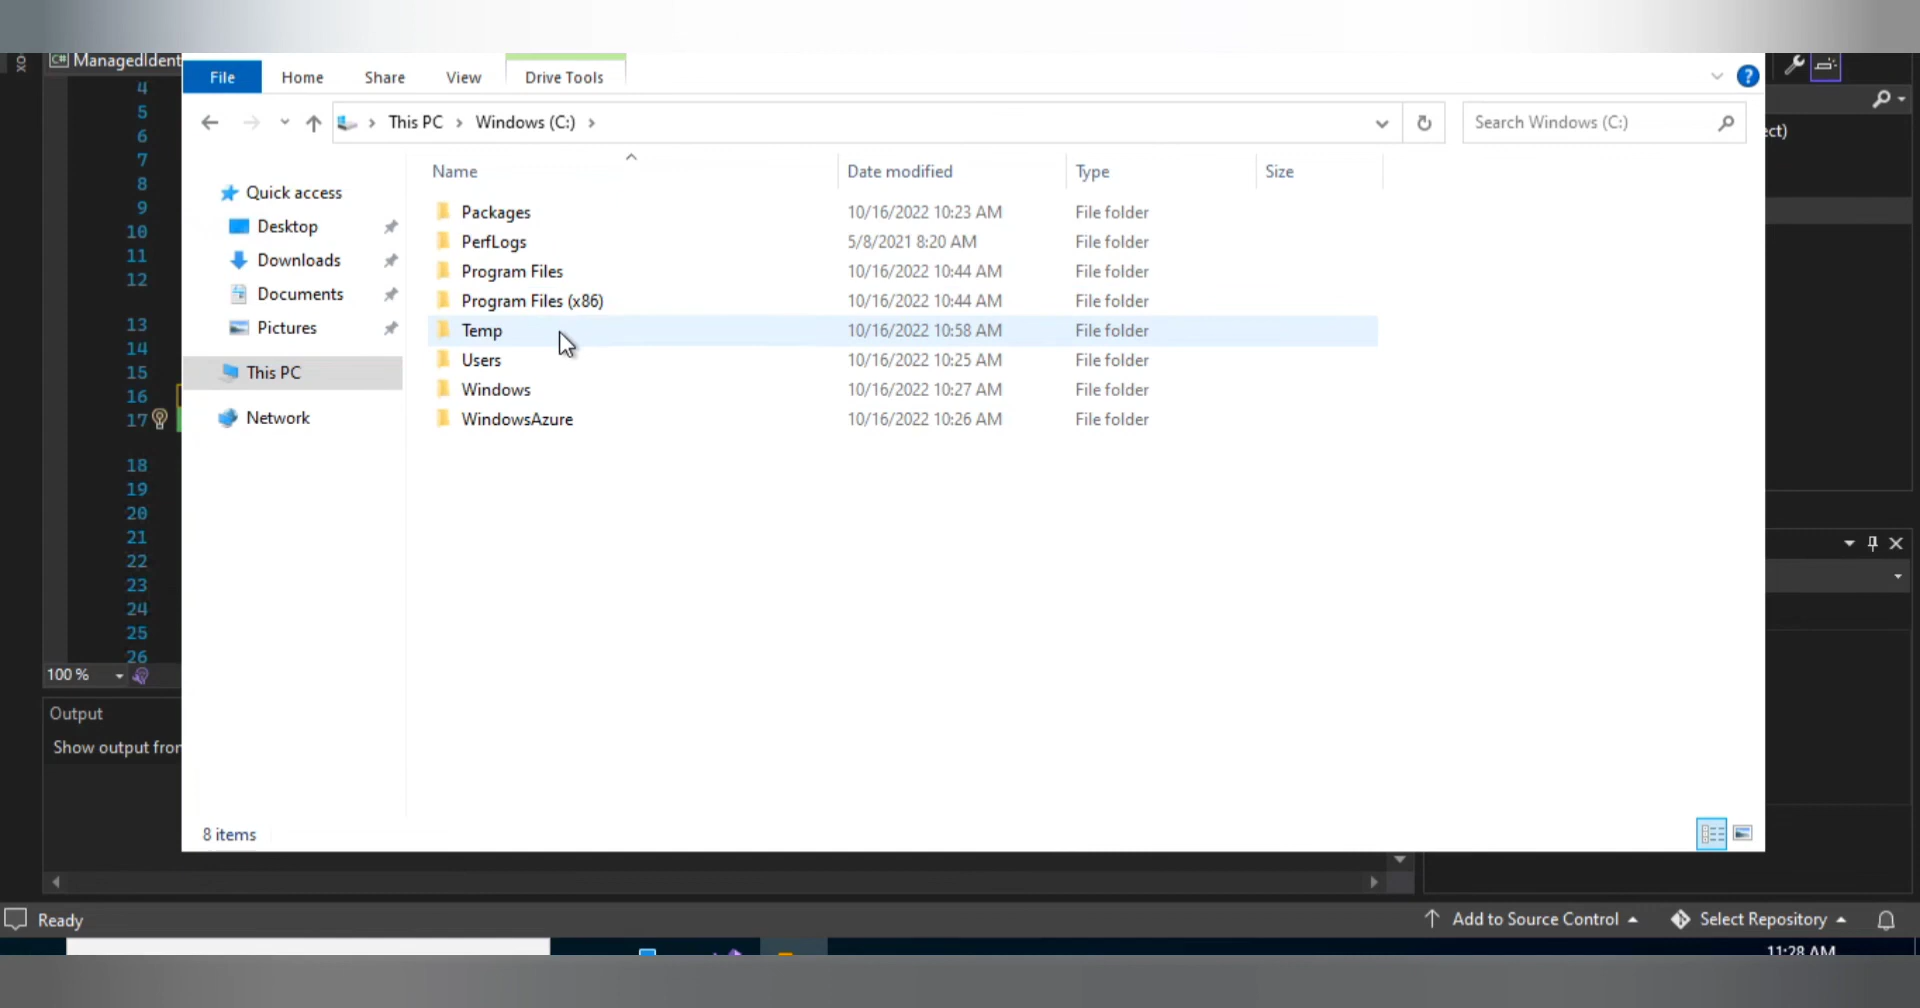 ManagedIdent
File Home Share View Drive Tools
This PC > Windows (C:) >
Search Windows (C:)
ect)
Name Date modified Type Size
Quick access
Desktop
Downloads
Documents
Pictures
This PC
Network
Packages 10/16/2022 10:23 AM File folder
PerfLogs 5/8/2021 8:20 AM File folder
Program Files 10/16/2022 10:44 AM File folder
Program Files (x86) 10/16/2022 10:44 AM File folder
Temp 10/16/2022 10:58 AM File folder
Users 10/16/2022 10:25 AM File folder
Windows 10/16/2022 10:27 AM File folder
WindowsAzure 10/16/2022 10:26 AM File folder
4
5
6
7
8
9
10
11
12
13
14
15
16
17
18
19
20
21
22
23
24
25
26
100 %
Output
Show output fror
8 items
Ready
Add to Source Control
Select Repository
11:28 AM